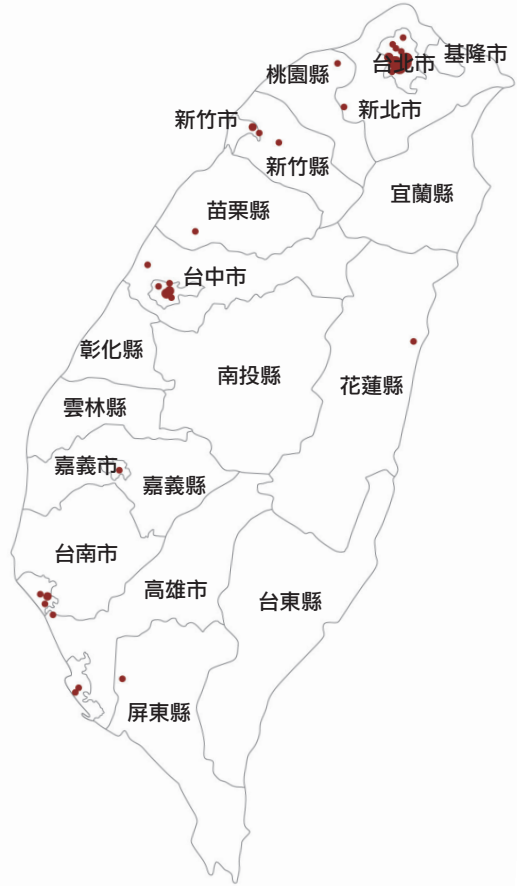 台北市
基隆市
桃園縣
新北市
新竹市
新竹縣
宜蘭縣
苗栗縣
台中市
彰化縣
南投縣
花蓮縣
雲林縣
嘉義市
嘉義縣
台南市
高雄市
台東縣
屏東縣